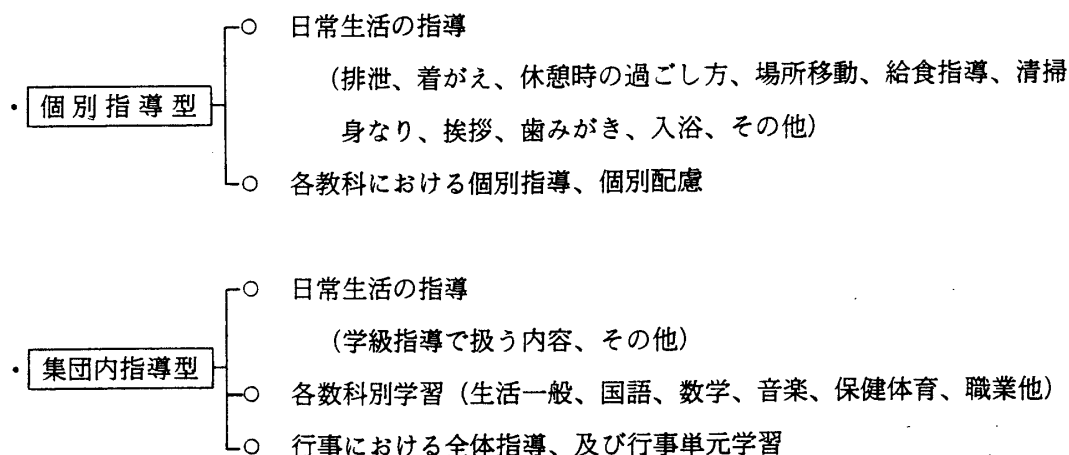 ○ 日常生活の指導
（排泄、着がえ、休憩時の過ごし方、場所移動、給食指導、清掃
・個別指導型
身なり、挨拶、歯みがき、入浴、その他）
○ 各教科における個別指導、個別配慮
○ 日常生活の指導
（学級指導で扱う内容、その他）
・集団内指導型
○ 各数科別学習（生活一般、国語、数学、音楽、保健体育、職業他）
○ 行事における全体指導、及び行事単元学習